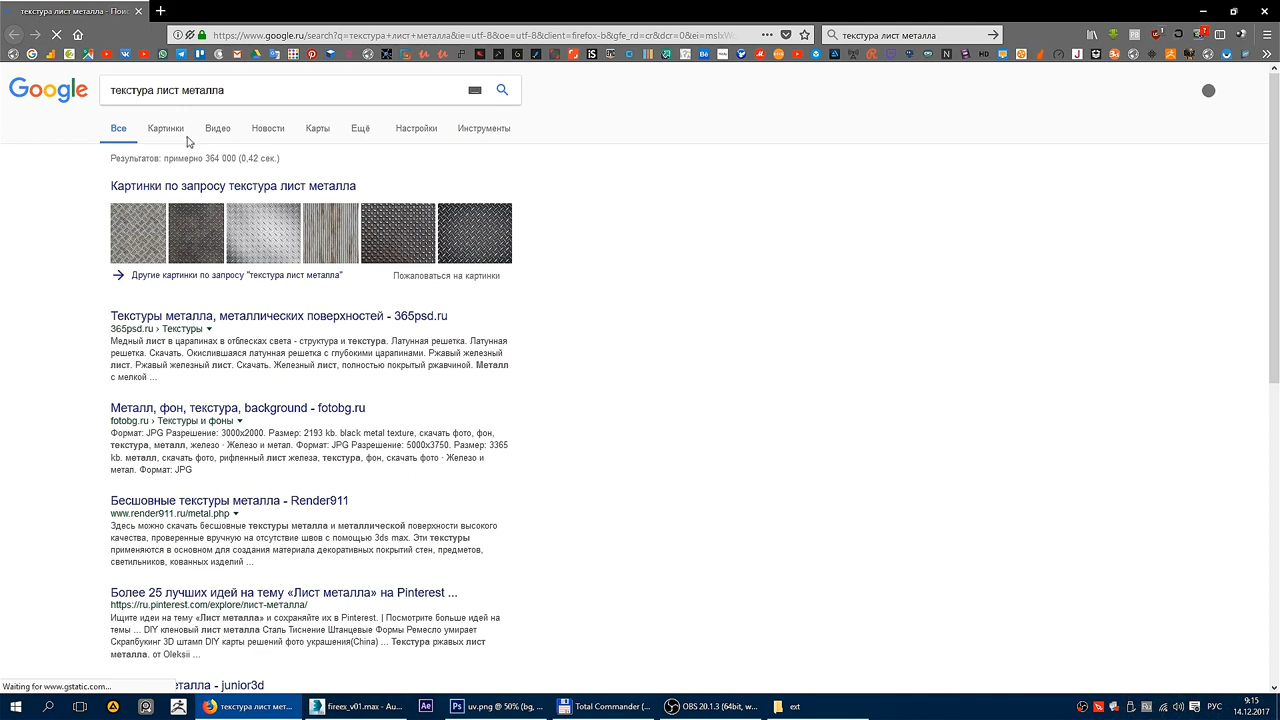 текстура лист металла - Поис
https://www.google.ru/search?q=текстура+лист+металла&ie=utf-8&oe=utf-8&client=firefox-b&gfe_rd=cr&dcr=0&ei=
текстура лист металла
Google
текстура лист металла
Все
Картинки
Видео
Новости
Карты
Ещё
Настройки
Инструменты
Результатов: примерно 364 000 (0,42 сек.)
Картинки по запросу текстура лист металла
Другие картинки по запросу "текстура лист металла"
Пожаловаться на картинки
Текстуры металла, металлических поверхностей - 365psd.ru
365psd.ru › Текстуры
Медный лист в царапинах в отблесках света - структура и текстура. Латунная решетка. Латунная
решетка. Скачать. Окислившаяся латунная решетка с глубокими царапинами. Ржавый железный
лист. Ржавый железный лист. Скачать. Железный лист, полностью покрытый ржавчиной. Металл
с мелкой ...
Металл, фон, текстура, background - fotobg.ru
fotobg.ru › Текстуры и фоны
Формат: JPG Разрешение: 3000x2000. Размер: 2193 kb. black metal texture, скачать фото, фон,
текстура, металл, железо · Железо и метал. Формат: JPG Разрешение: 5000x3750. Размер: 3365
kb. металл, скачать фото, рифленный лист железа, текстура, фон, скачать фото · Железо и
метал. Формат: JPG
Бесшовные текстуры металла - Render911
www.render911.ru/metal.php
Здесь можно скачать бесшовные текстуры металла и металлической поверхности высокого
качества, проверенные вручную на отсутствие швов с помощью 3ds max. Эти текстуры
применяются в основном для создания материала декоративных покрытий стен, предметов,
светильников, кованных изделий ...
Более 25 лучших идей на тему «Лист металла» на Pinterest ...
https://ru.pinterest.com/explore/лист-металла/
Ищите идеи на тему «Лист металла» и сохраняйте их в Pinterest. | Посмотрите больше идей на
темы ... DIY кленовый лист металла Сталь Тиснение Штанцевые Формы Ремесло умирает
Скрапбукинг 3D штамп DIY карты решений фото украшения(China) ... Текстура ржавых лист
металла. от Oleksii ...
еталла - junior3d
Waiting for www.gstatic.com...
текстура лист мет...
fireex_v01.max - Au...
uv.png @ 50% (bg, ...
Total Commander (...
OBS 20.1.3 (64bit, w...
ext
РУС
9:15
14.12.2017